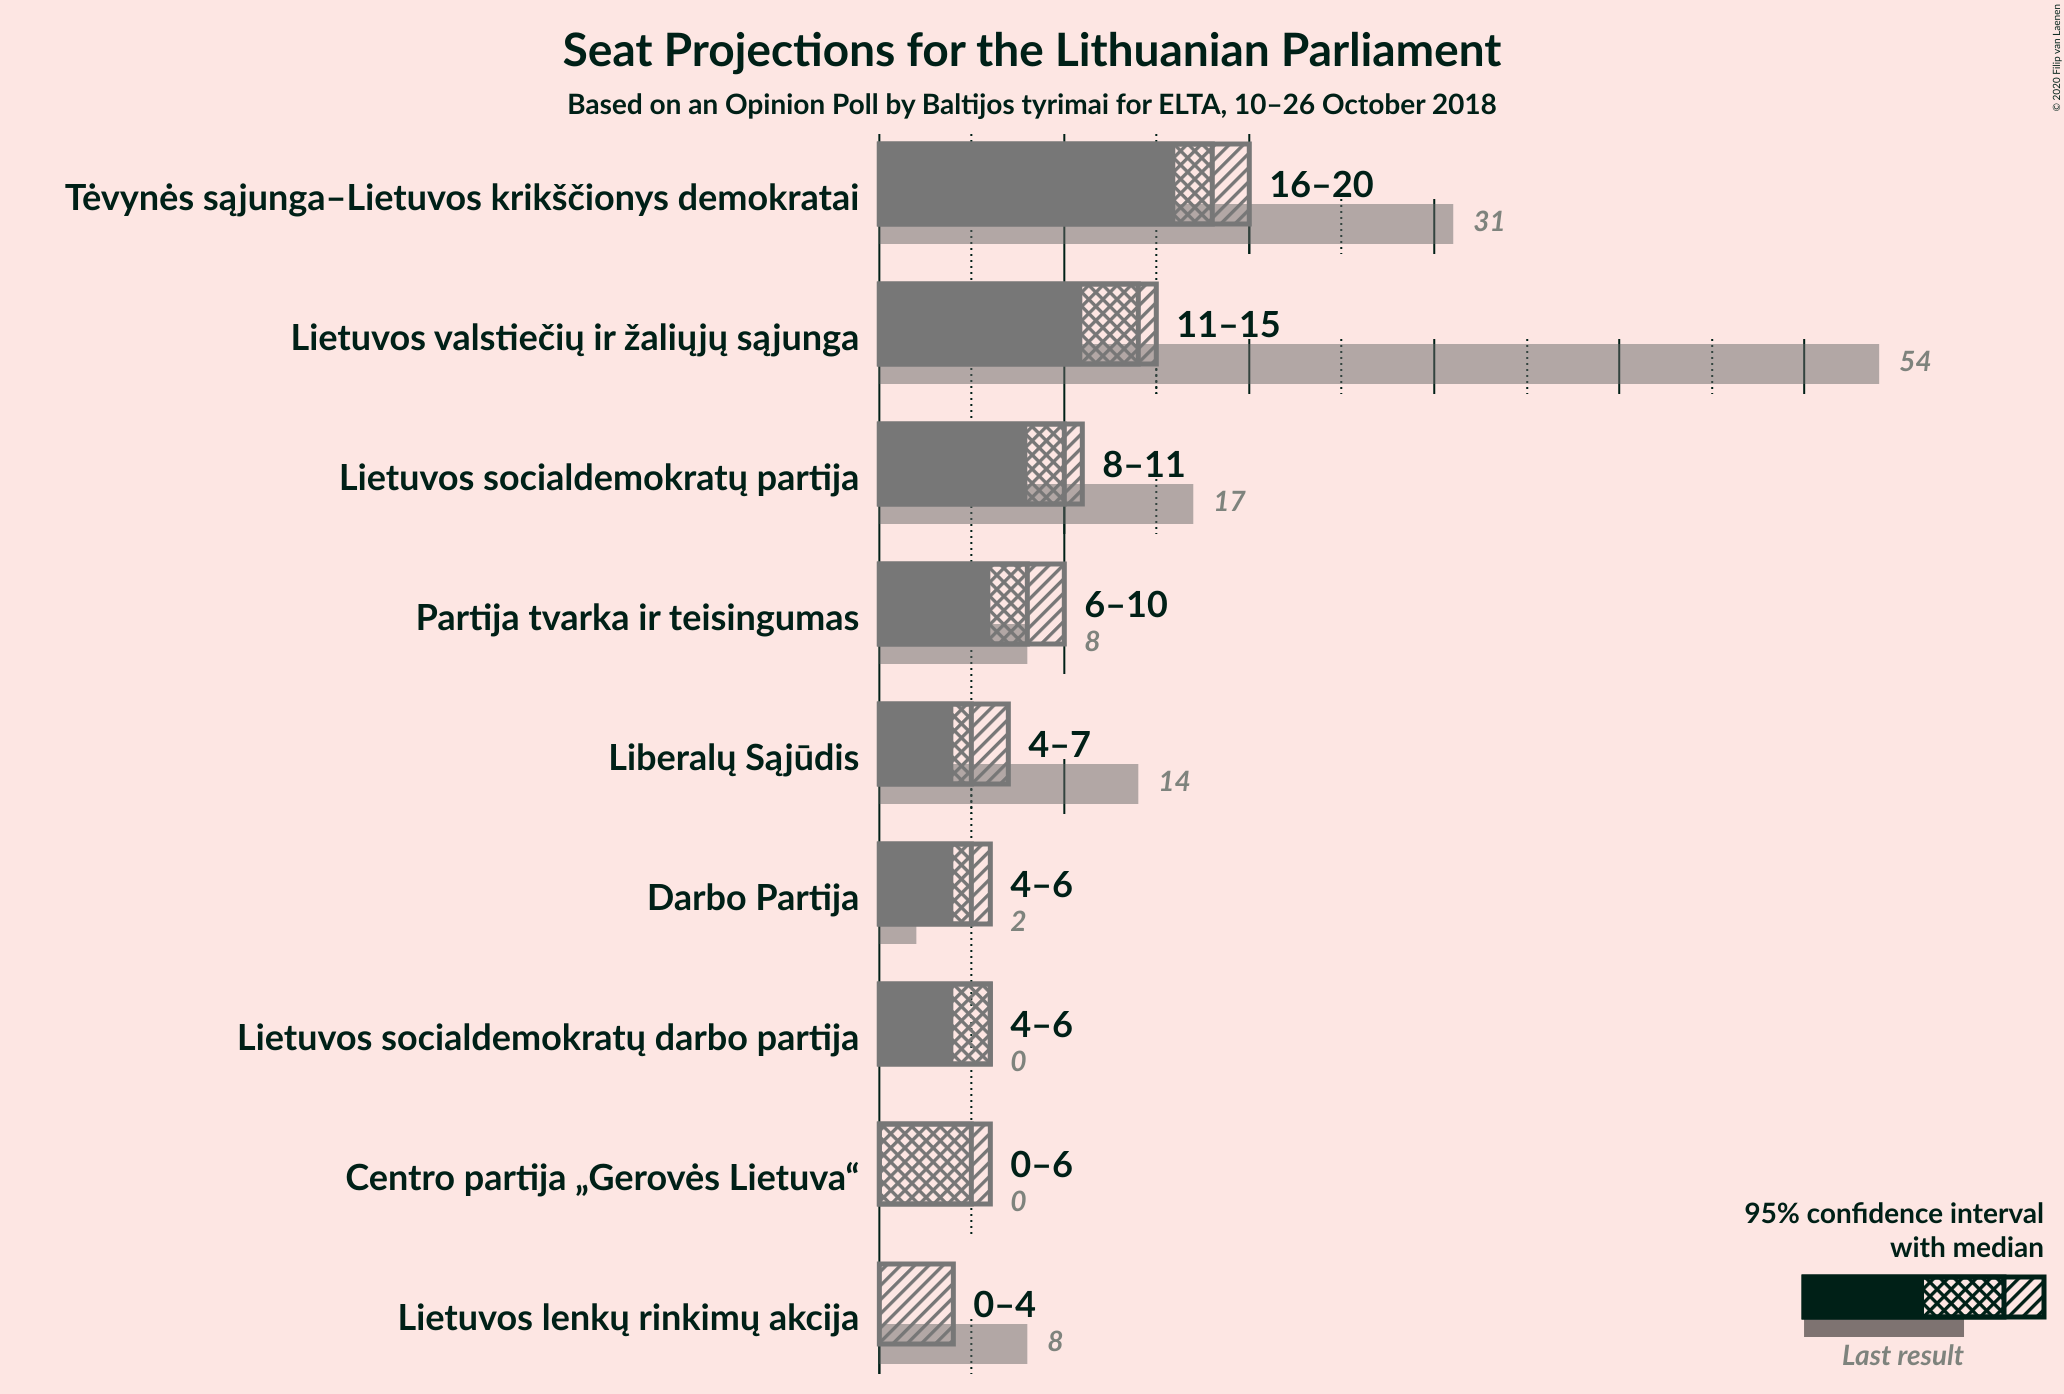 Seat Projections for the Lithuanian Parliament
Based on an Opinion Poll by Baltijos tyrimai for ELTA, 10–26 October 2018
© 2020 Filip van Laenen
Tėvynės sąjunga–Lietuvos krikščionys demokratai
16–20
31
Lietuvos valstiečių ir žaliųjų sąjunga
11–15
54
Lietuvos socialdemokratų partija
8–11
17
Partija tvarka ir teisingumas
6–10
8
Liberalų Sąjūdis
4–7
14
Darbo Partija
4–6
2
Lietuvos socialdemokratų darbo partija
4–6
0
Centro partija „Gerovės Lietuva“
0–6
0
Lietuvos lenkų rinkimų akcija
0–4
8
95% confidence interval
with median
Last result